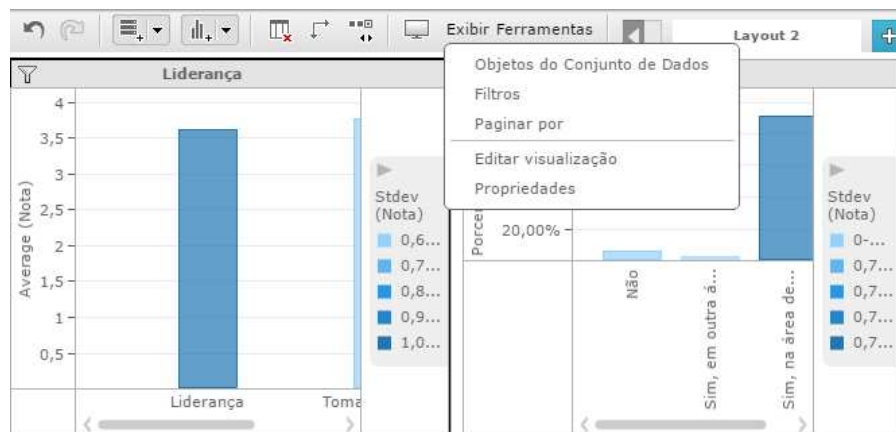 Exibir Ferramentas
Layout 2
Liderança
Objetos do Conjunto de Dados
Filtros
Paginar por
Editar visualização
Propriedades
Average (Nota)
4
3,5
3
2,5
2
1,5
1
0,5
Liderança
Toma
Stdev
(Nota)
0,6...
0,7...
0,8...
0,9...
1,0...
Porcen
20,00%
Não
Sim, em outra á...
Sim, na área de...
Stdev
(Nota)
0-...
0,7...
0,7...
0,7...
0,7...